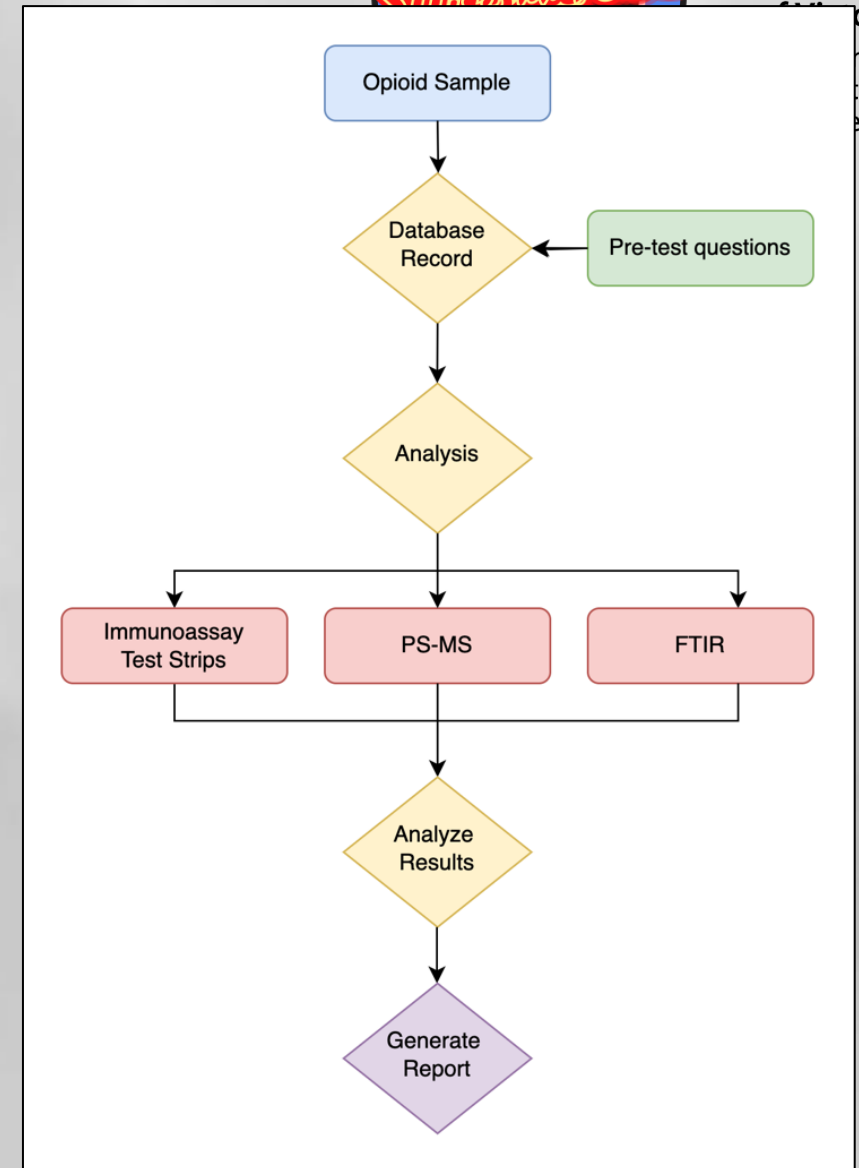 Opioid Sample
Database
Record
Pre-test questions
Analysis
Immunoassay
Test Strips
PS-MS
FTIR
Analyze
Results
Generate
Report